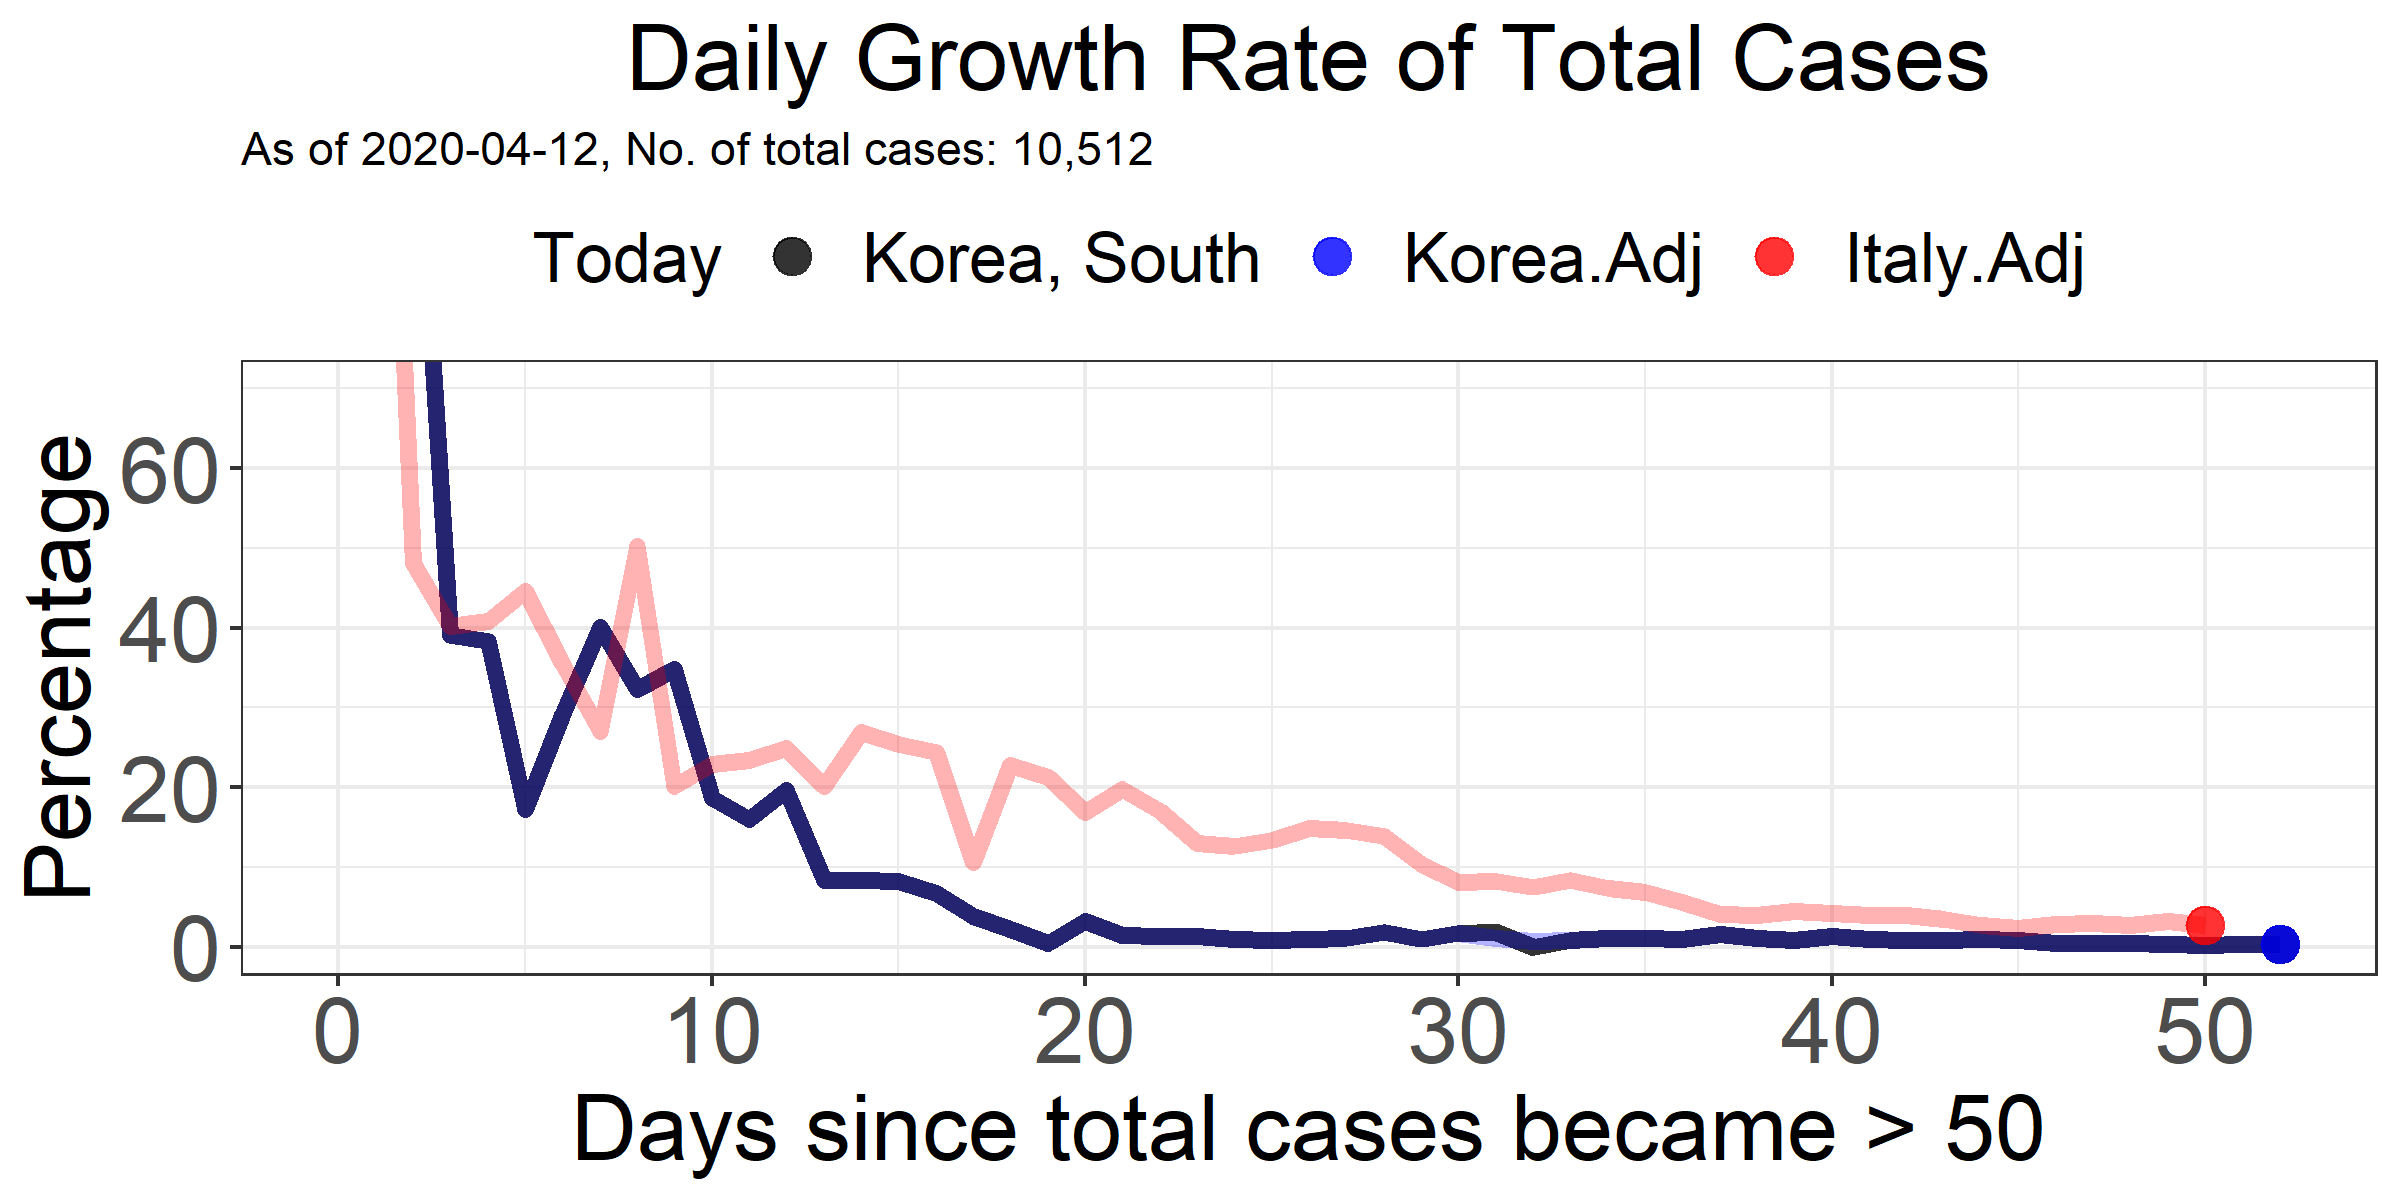 Daily Growth Rate of Total Cases
As of 2020-04-12, No. of total cases: 10,512
Today Korea, South Korea.Adj Italy.Adj
Percentage
60
40
20
0
0 10 20 30 40 50
Days since total cases became > 50